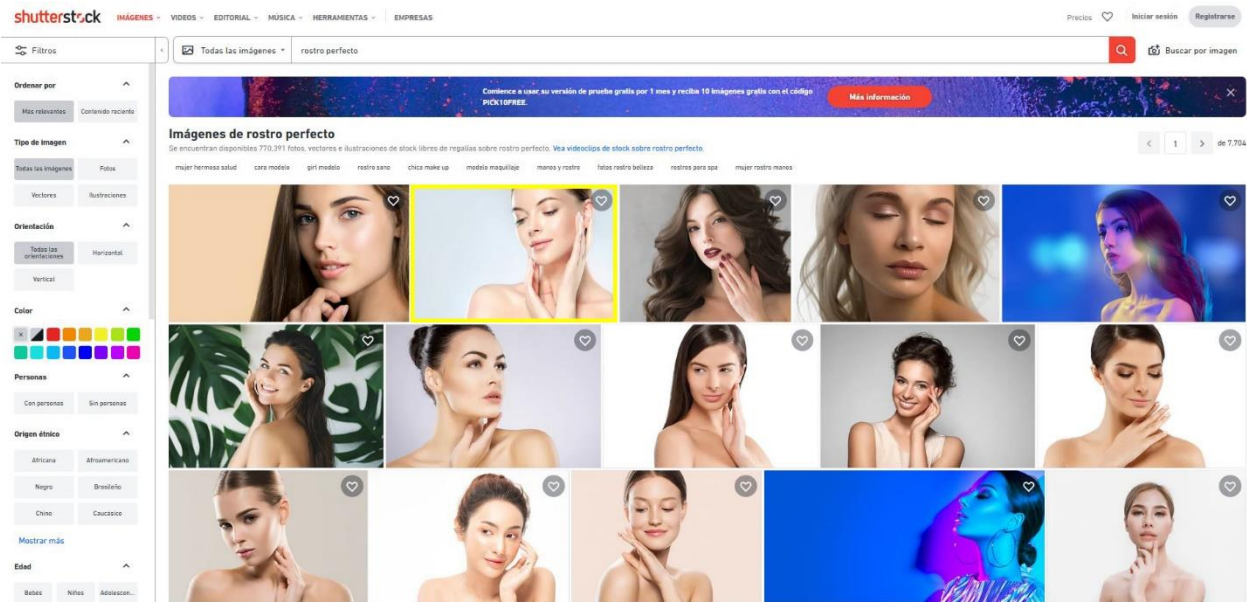 shutterstock
IMÁGENES VIDEOS EDITORIAL MÚSICA HERRAMIENTAS EMPRESAS Precios Iniciar sesión Registrarse
Filtros
Todas las imágenes rostro perfecto Buscar por imagen
Ordenar por
Más relevantes Contenido reciente
Tipo de imagen
Todas las imágenes Fotos
Vectores Ilustraciones
Orientación
Todas las
orientaciones Horizontal
Vertical
Color
Personas
Con personas Sin personas
Origen étnico
Africana Afroamericano
Negro Brasileño
Chino Caucásico
Mostrar más
Edad
Bebés Niños Adolescen...
Comience a usar su versión de prueba gratis por 1 mes y reciba 10 imágenes gratis con el código
PICK10FREE.
Más información
Imágenes de rostro perfecto
Se encuentran disponibles 770,391 fotos, vectores e ilustraciones de stock libres de regalías sobre rostro perfecto. Vea videoclips de stock sobre rostro perfecto.
1 de 7,704
mujer hermosa salud cara modelo girl modelo rostro sano chica make up modelo maquillaje manos y rostro fotos rostro belleza rostros para spa mujer rostro manos